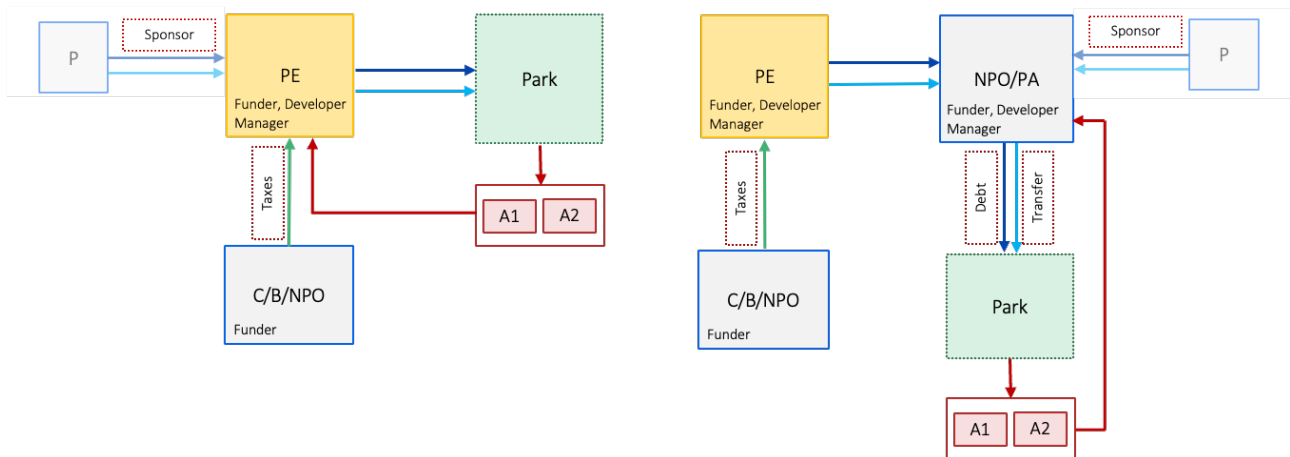 Sponsor
P
PE
Funder, Developer
Manager
Park
Taxes
A1
A2
C/B/NPO
Funder
PE
Funder, Developer
Manager
NPO/PA
Funder, Developer
Manager
Sponsor
P
Taxes
Debt
Transfer
C/B/NPO
Funder
Park
A1
A2